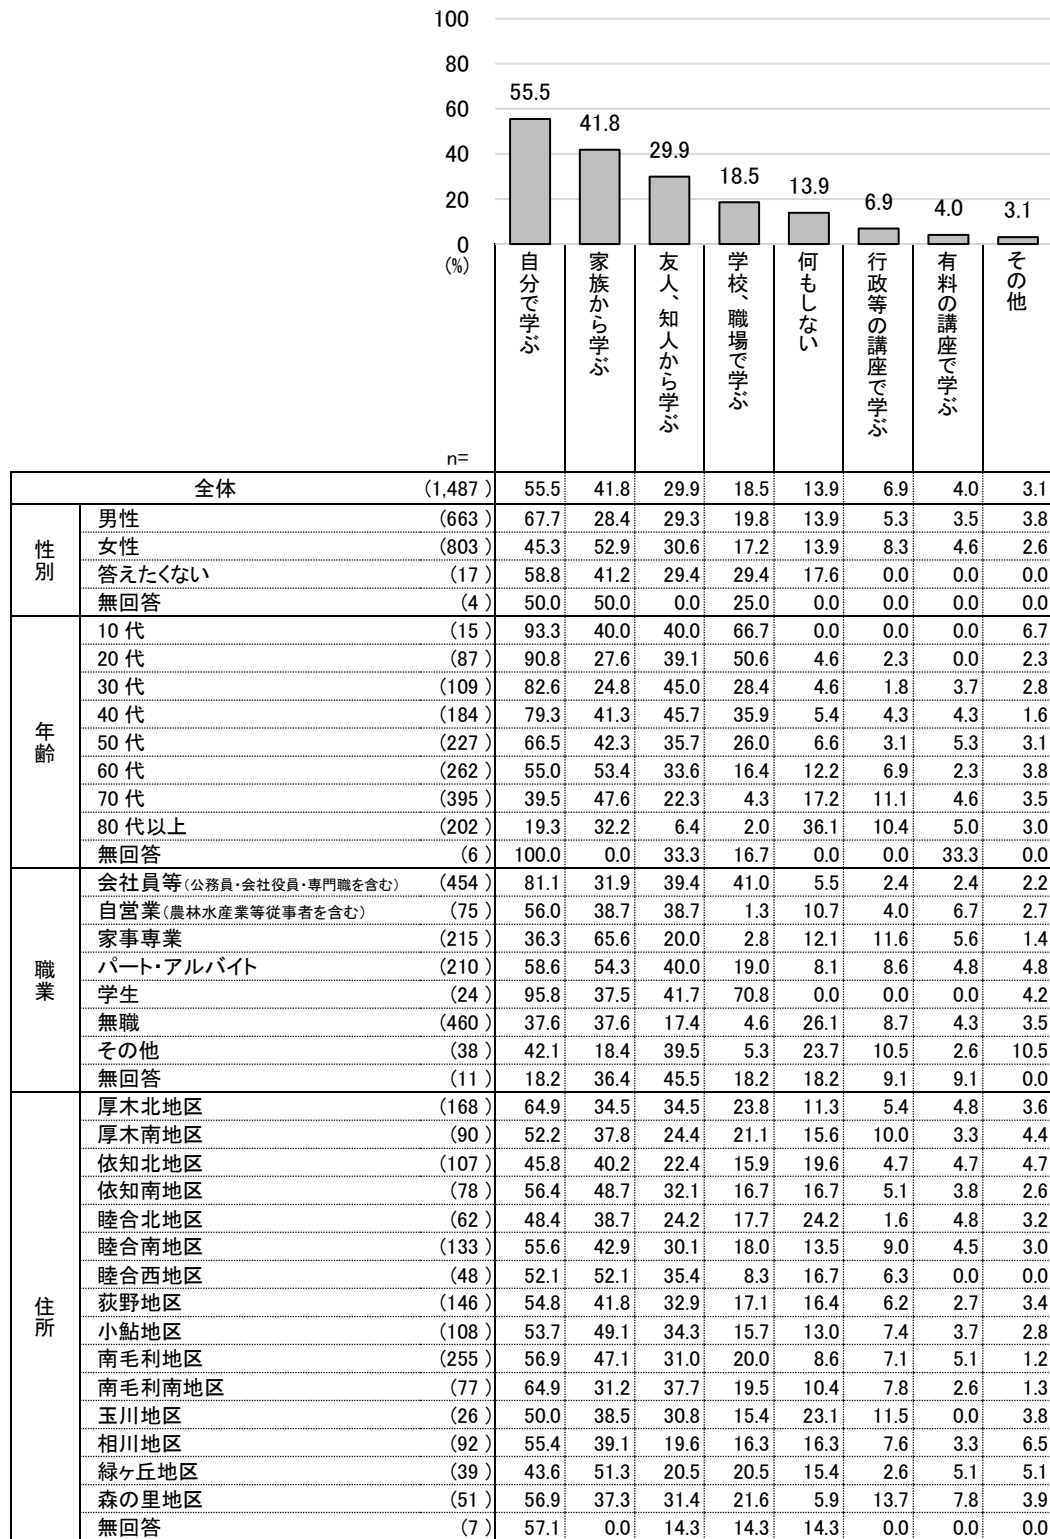 100
80
60
40
20
0
(%)
55.5
41.8
29.9
18.5
13.9
6.9
4.0
3.1
自分で学ぶ
家族から学ぶ
友人、知人から学ぶ
学校、職場で学ぶ
何もしない
行政等の講座で学ぶ
有料の講座で学ぶ
その他
n=
全体 (1,487) 55.5 41.8 29.9 18.5 13.9 6.9 4.0 3.1
性別
男性 (663) 67.7 28.4 29.3 19.8 13.9 5.3 3.5 3.8
女性 (803) 45.3 52.9 30.6 17.2 13.9 8.3 4.6 2.6
答えたくない (17) 58.8 41.2 29.4 29.4 17.6 0.0 0.0 0.0
無回答 (4) 50.0 50.0 0.0 25.0 0.0 0.0 0.0 0.0
年齢
10 代 (15) 93.3 40.0 40.0 66.7 0.0 0.0 0.0 6.7
20 代 (87) 90.8 27.6 39.1 50.6 4.6 2.3 0.0 2.3
30 代 (109) 82.6 24.8 45.0 28.4 4.6 1.8 3.7 2.8
40 代 (184) 79.3 41.3 45.7 35.9 5.4 4.3 4.3 1.6
50 代 (227) 66.5 42.3 35.7 26.0 6.6 3.1 5.3 3.1
60 代 (262) 55.0 53.4 33.6 16.4 12.2 6.9 2.3 3.8
70 代 (395) 39.5 47.6 22.3 4.3 17.2 11.1 4.6 3.5
80 代以上 (202) 19.3 32.2 6.4 2.0 36.1 10.4 5.0 3.0
無回答 (6) 100.0 0.0 33.3 16.7 0.0 0.0 33.3 0.0
職業
会社員等(公務員・会社役員・専門職を含む) (454) 81.1 31.9 39.4 41.0 5.5 2.4 2.4 2.2
自営業(農林水産業等従事者を含む) (75) 56.0 38.7 38.7 1.3 10.7 4.0 6.7 2.7
家事専業 (215) 36.3 65.6 20.0 2.8 12.1 11.6 5.6 1.4
パート・アルバイト (210) 58.6 54.3 40.0 19.0 8.1 8.6 4.8 4.8
学生 (24) 95.8 37.5 41.7 70.8 0.0 0.0 0.0 4.2
無職 (460) 37.6 37.6 17.4 4.6 26.1 8.7 4.3 3.5
その他 (38) 42.1 18.4 39.5 5.3 23.7 10.5 2.6 10.5
無回答 (11) 18.2 36.4 45.5 18.2 18.2 9.1 9.1 0.0
住所
厚木北地区 (168) 64.9 34.5 34.5 23.8 11.3 5.4 4.8 3.6
厚木南地区 (90) 52.2 37.8 24.4 21.1 15.6 10.0 3.3 4.4
依知北地区 (107) 45.8 40.2 22.4 15.9 19.6 4.7 4.7 4.7
依知南地区 (78) 56.4 48.7 32.1 16.7 16.7 5.1 3.8 2.6
睦合北地区 (62) 48.4 38.7 24.2 17.7 24.2 1.6 4.8 3.2
睦合南地区 (133) 55.6 42.9 30.1 18.0 13.5 9.0 4.5 3.0
睦合西地区 (48) 52.1 52.1 35.4 8.3 16.7 6.3 0.0 0.0
荻野地区 (146) 54.8 41.8 32.9 17.1 16.4 6.2 2.7 3.4
小鮎地区 (108) 53.7 49.1 34.3 15.7 13.0 7.4 3.7 2.8
南毛利地区 (255) 56.9 47.1 31.0 20.0 8.6 7.1 5.1 1.2
南毛利南地区 (77) 64.9 31.2 37.7 19.5 10.4 7.8 2.6 1.3
玉川地区 (26) 50.0 38.5 30.8 15.4 23.1 11.5 0.0 3.8
相川地区 (92) 55.4 39.1 19.6 16.3 16.3 7.6 3.3 6.5
緑ヶ丘地区 (39) 43.6 51.3 20.5 20.5 15.4 2.6 5.1 5.1
森の里地区 (51) 56.9 37.3 31.4 21.6 5.9 13.7 7.8 3.9
無回答 (7) 57.1 0.0 14.3 14.3 14.3 0.0 0.0 0.0